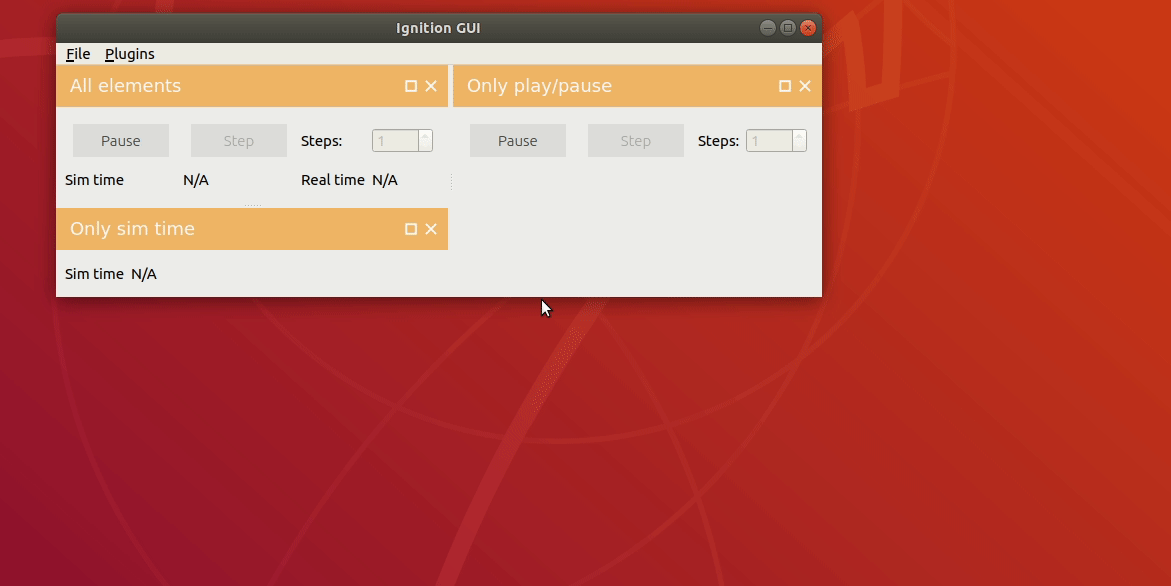 Ignition GUI
File Plugins
All elements
Only play/pause
Pause Step Steps: 1
Pause Step Steps: 1
Sim time N/A Real time N/A
Only sim time
Sim time N/A